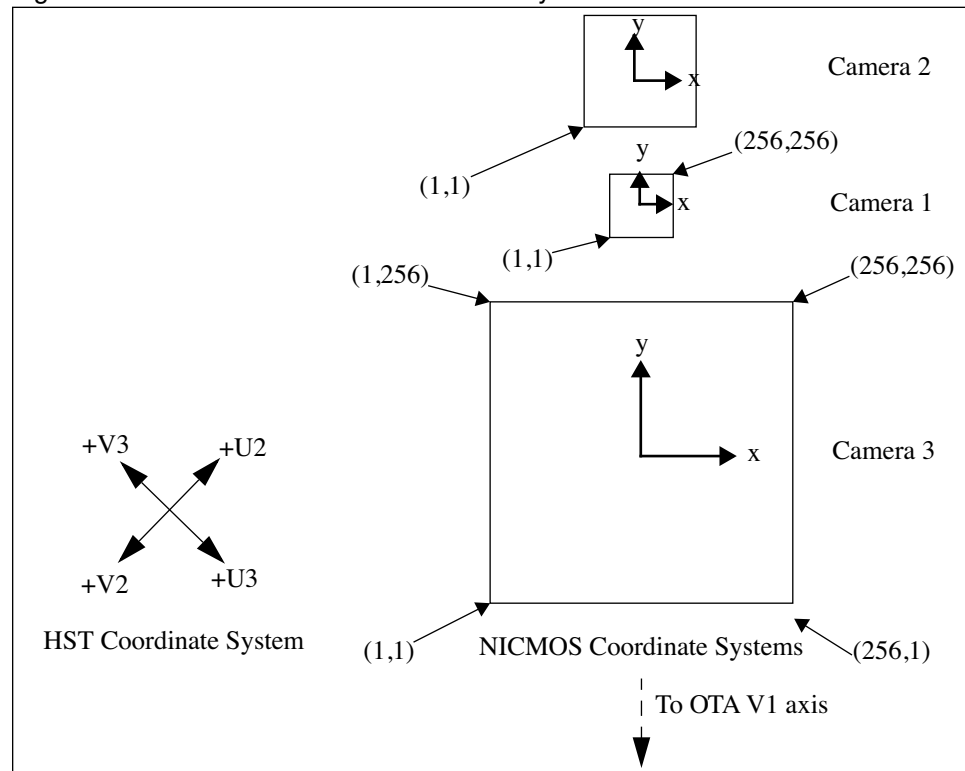 y
x
Camera 2
(256,256)
(1,1)
y
x
Camera 1
(1,1)
(1,256)
(256,256)
y
x
Camera 3
+V3
+U2
+V2
+U3
HST Coordinate System
(1,1)
NICMOS Coordinate Systems
(256,1)
To OTA V1 axis